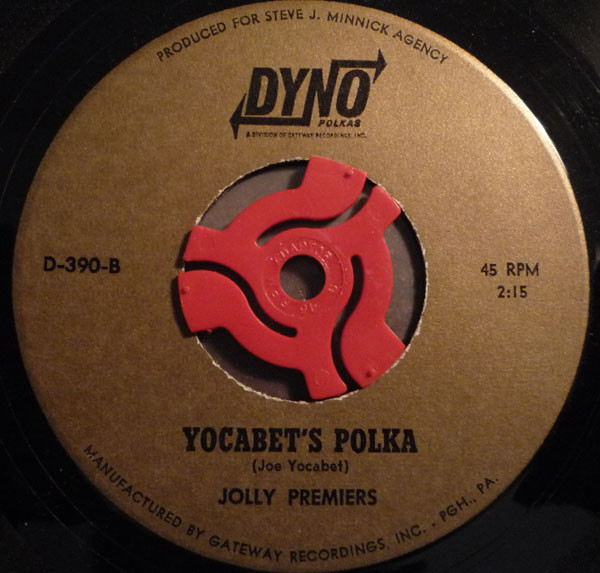 PRODUCED FOR STEVE J. MINNICK AGENCY
DYNO
POLKAS
A DIVISION OF GATEWAY RECORDINGS, INC.
D-390-B
45 RPM
2:15
YOCABET'S POLKA
(Joe Yocabet)
JOLLY PREMIERS
MANUFACTURED BY GATEWAY RECORDINGS, INC. - PGH., PA.